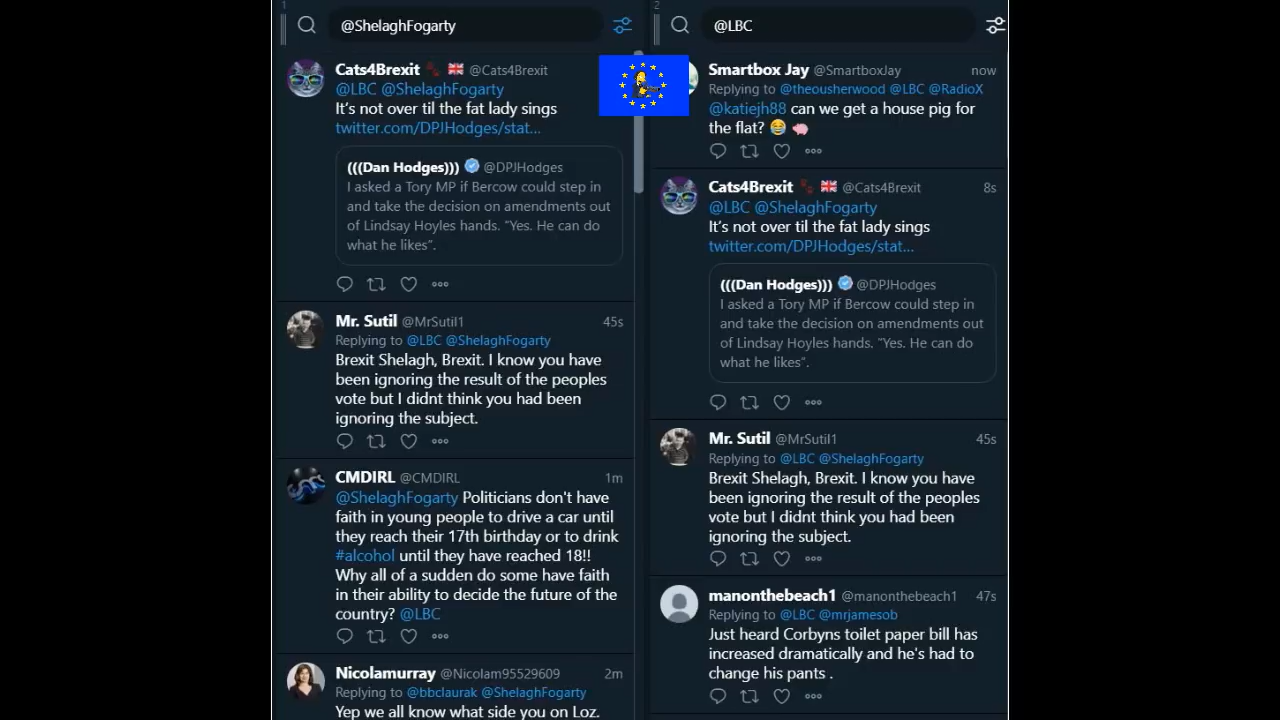 1
@ShelaghFogarty
Cats4Brexit @Cats4Brexit
@LBC @ShelaghFogarty
It's not over til the fat lady sings
twitter.com/DPJHodges/stat...
(((Dan Hodges))) @DPJHodges
I asked a Tory MP if Bercow could step in
and take the decision on amendments out
of Lindsay Hoyles hands. "Yes. He can do
what he likes".
Mr. Sutil @MrSutil1 45s
Replying to @LBC @ShelaghFogarty
Brexit Shelagh, Brexit. I know you have
been ignoring the result of the peoples
vote but I didnt think you had been
ignoring the subject.
CMDIRL @CMDIRL 1m
@ShelaghFogarty Politicians don't have
faith in young people to drive a car until
they reach their 17th birthday or to drink
#alcohol until they have reached 18!!
Why all of a sudden do some have faith
in their ability to decide the future of the
country? @LBC
Nicolamurray @Nicolam95529609 2m
Replying to @bbclaurak @ShelaghFogarty
Yep we all know what side you on Loz.
2
@LBC
Smartbox Jay @SmartboxJay now
Replying to @theousherwood @LBC @RadioX
@katiejh88 can we get a house pig for
the flat? 😂 🐖
Cats4Brexit @Cats4Brexit 8s
@LBC @ShelaghFogarty
It's not over til the fat lady sings
twitter.com/DPJHodges/stat...
(((Dan Hodges))) @DPJHodges
I asked a Tory MP if Bercow could step in
and take the decision on amendments out
of Lindsay Hoyles hands. "Yes. He can do
what he likes".
Mr. Sutil @MrSutil1 45s
Replying to @LBC @ShelaghFogarty
Brexit Shelagh, Brexit. I know you have
been ignoring the result of the peoples
vote but I didnt think you had been
ignoring the subject.
manonthebeach1 @manonthebeach1 47s
Replying to @LBC @mrjamesob
Just heard Corbyns toilet paper bill has
increased dramatically and he's had to
change his pants .